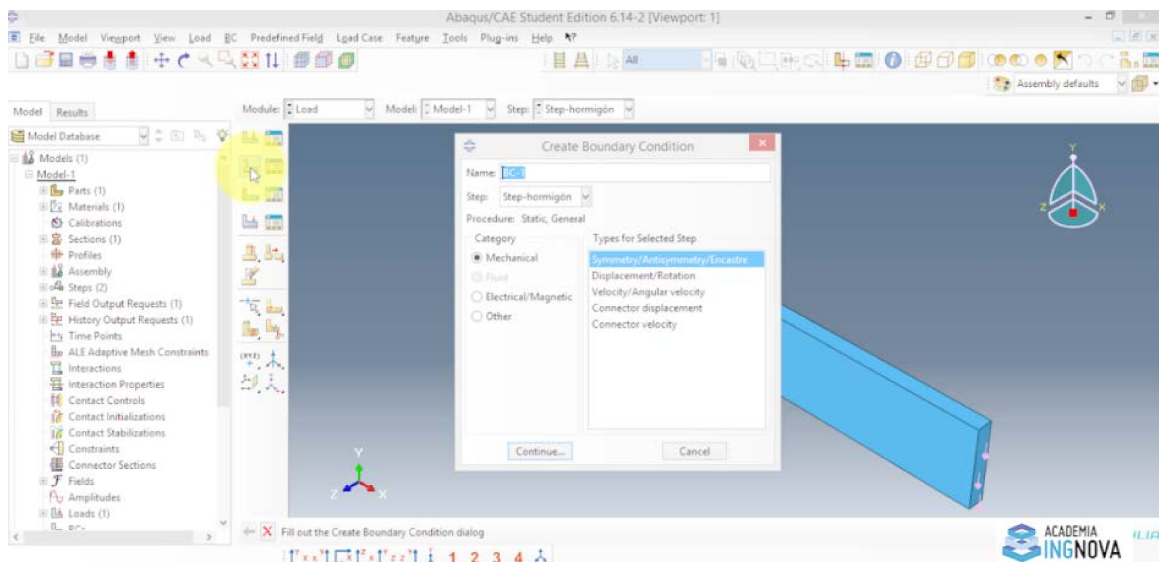 Abaqus/CAE Student Edition 6.14-2 [Viewport: 1]
File Model Viewport View Load BC Predefined Field Load Case Feature Tools Plug-ins Help
All
Assembly defaults
Model Results
Module: Load Model: Model-1 Step: Step-hormigón
Model Database
Models (1)
Model-1
Parts (1)
Materials (1)
Calibrations
Sections (1)
Profiles
Assembly
Steps (2)
Field Output Requests (1)
History Output Requests (1)
Time Points
ALE Adaptive Mesh Constraints
Interactions
Interaction Properties
Contact Controls
Contact Initializations
Contact Stabilizations
Constraints
Connector Sections
Fields
Amplitudes
Loads (1)
BCs
Create Boundary Condition
Name: BC-1
Step: Step-hormigón
Procedure: Static, General
Category
Mechanical
Fluid
Electrical/Magnetic
Other
Types for Selected Step
Symmetry/Antisymmetry/Encastre
Displacement/Rotation
Velocity/Angular velocity
Connector displacement
Connector velocity
Continue... Cancel
Y
Z X
Y
Z X
Fill out the Create Boundary Condition dialog
1 2 3 4
ACADEMIA
INGNOVA